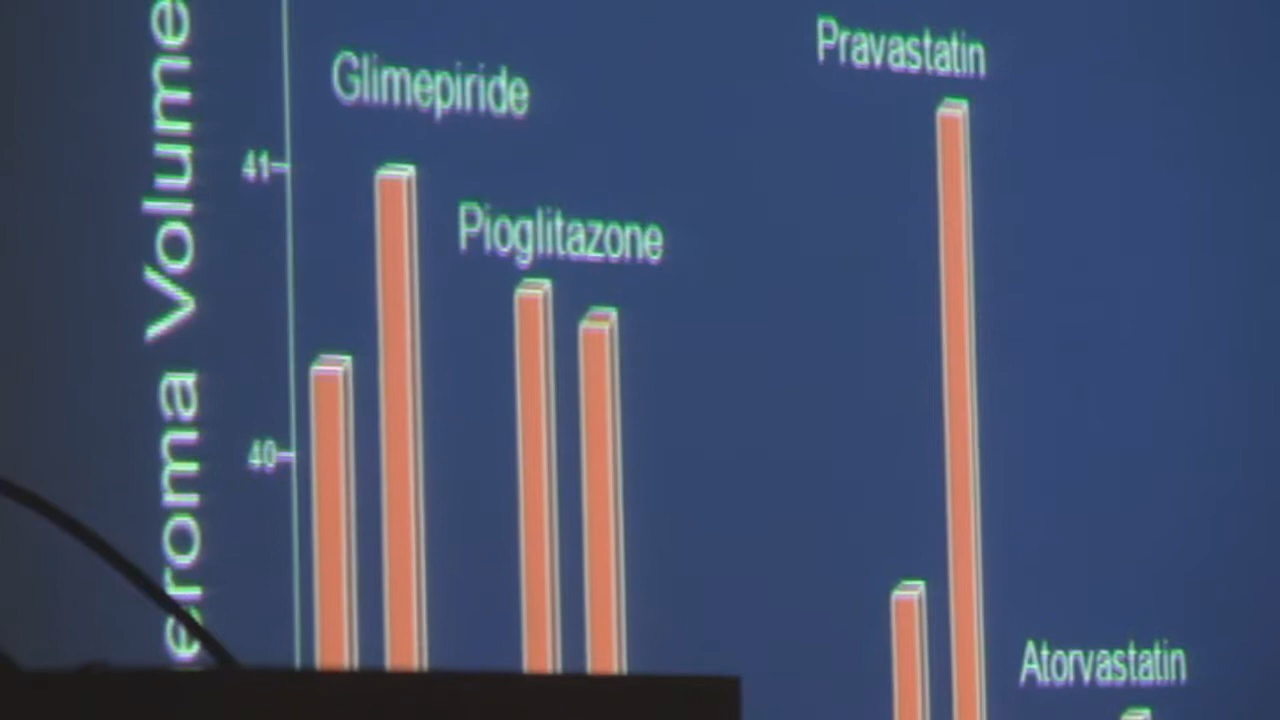 eroma Volume
Glimepiride
Pravastatin
41
Pioglitazone
40
Atorvastatin